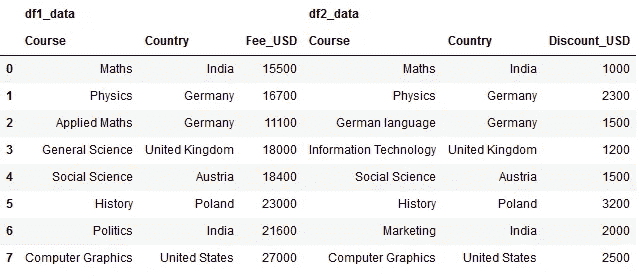 df1_data df2_data
Course Country Fee_USD Course Country Discount_USD
0 Maths India 15500 Maths India 1000
1 Physics Germany 16700 Physics Germany 2300
2 Applied Maths Germany 11100 German language Germany 1500
3 General Science United Kingdom 18000 Information Technology United Kingdom 1200
4 Social Science Austria 18400 Social Science Austria 1500
5 History Poland 23000 History Poland 3200
6 Politics India 21600 Marketing India 2000
7 Computer Graphics United States 27000 Computer Graphics United States 2500